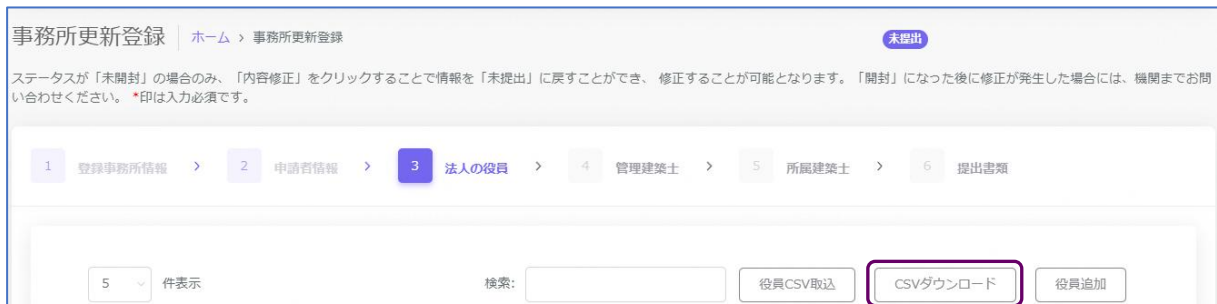 事務所更新登録 ホーム > 事務所更新登録 未提出
ステータスが「未開封」の場合のみ、「内容修正」をクリックすることで情報を「未提出」に戻すことができ、 修正することが可能となります。「開封」になった後に修正が発生した場合には、機関までお問
い合わせください。 *印は入力必須です。
1 登録事務所情報 > 2 申請者情報 > 3 法人の役員 > 4 管理建築士 > 5 所属建築士 > 6 提出書類
5 件表示 検索: 役員CSV取込 CSVダウンロード 役員追加